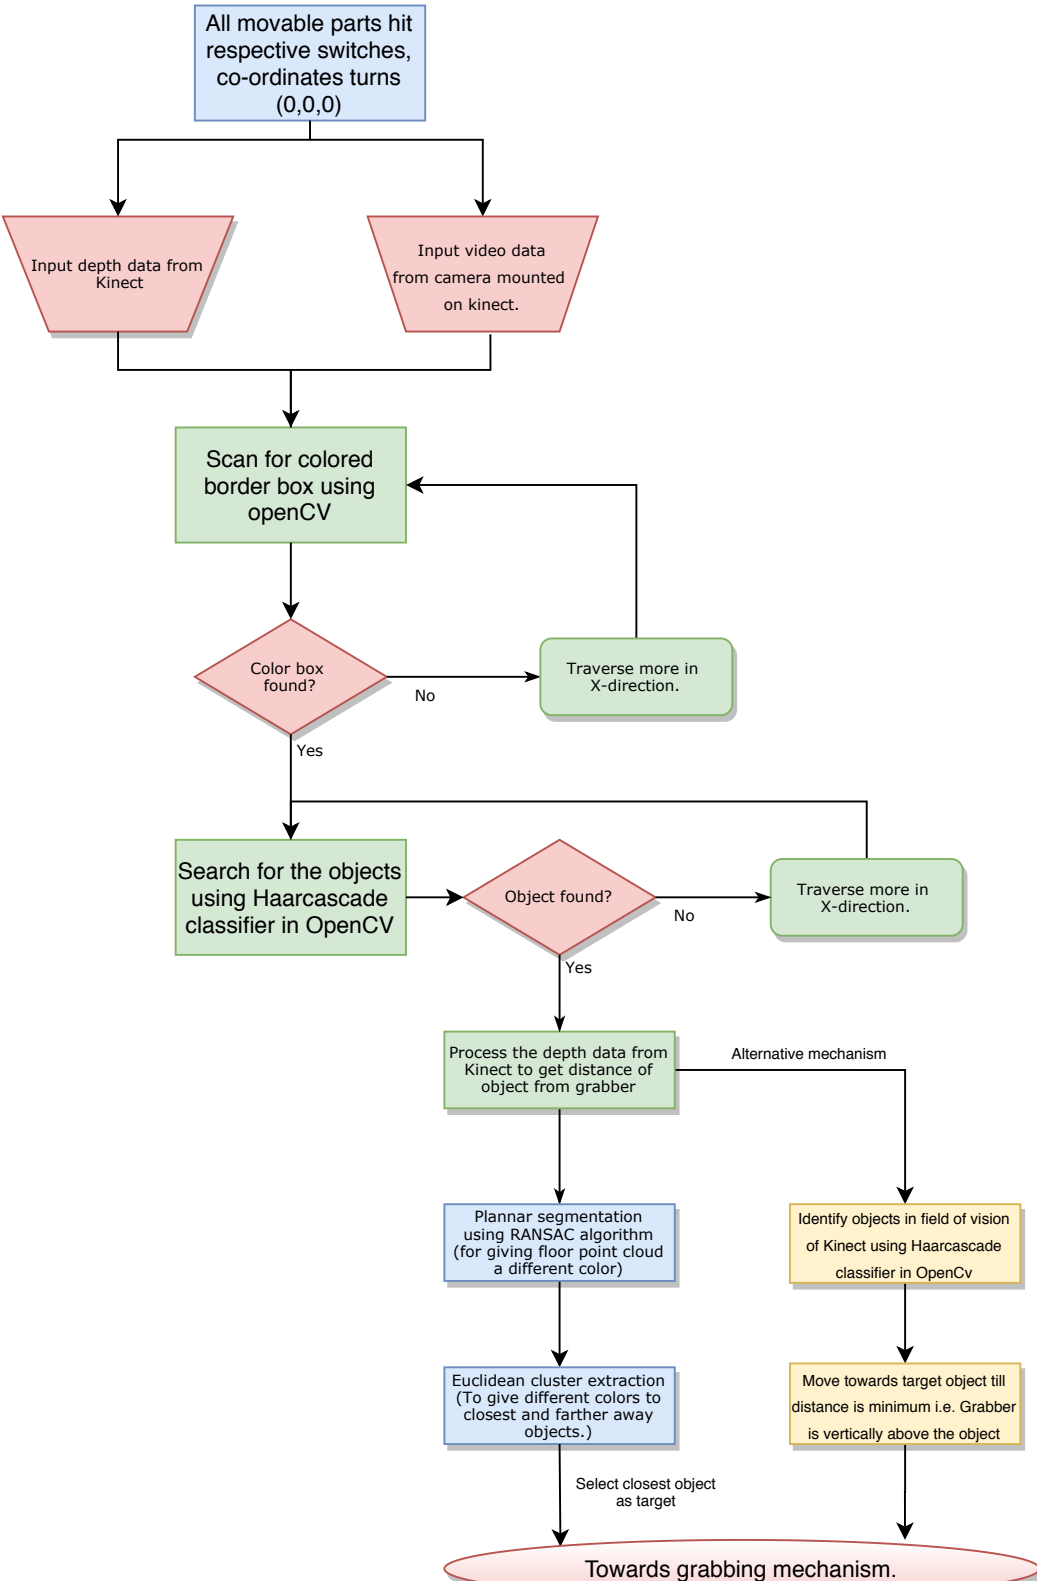 All movable parts hit
respective switches,
co-ordinates turns
(0,0,0)
Input depth data from
Kinect
Input video data
from camera mounted
on kinect.
Scan for colored
border box using
openCV
Color box
found?
No
Traverse more in
X-direction.
Yes
Search for the objects
using Haarcascade
classifier in OpenCV
Object found?
No
Traverse more in
X-direction.
Yes
Process the depth data from
Kinect to get distance of
object from grabber
Alternative mechanism
Plannar segmentation
using RANSAC algorithm
(for giving floor point cloud
a different color)
Identify objects in field of vision
of Kinect using Haarcascade
classifier in OpenCv
Euclidean cluster extraction
(To give different colors to
closest and farther away
objects.)
Move towards target object till
distance is minimum i.e. Grabber
is vertically above the object
Select closest object
as target
Towards grabbing mechanism.